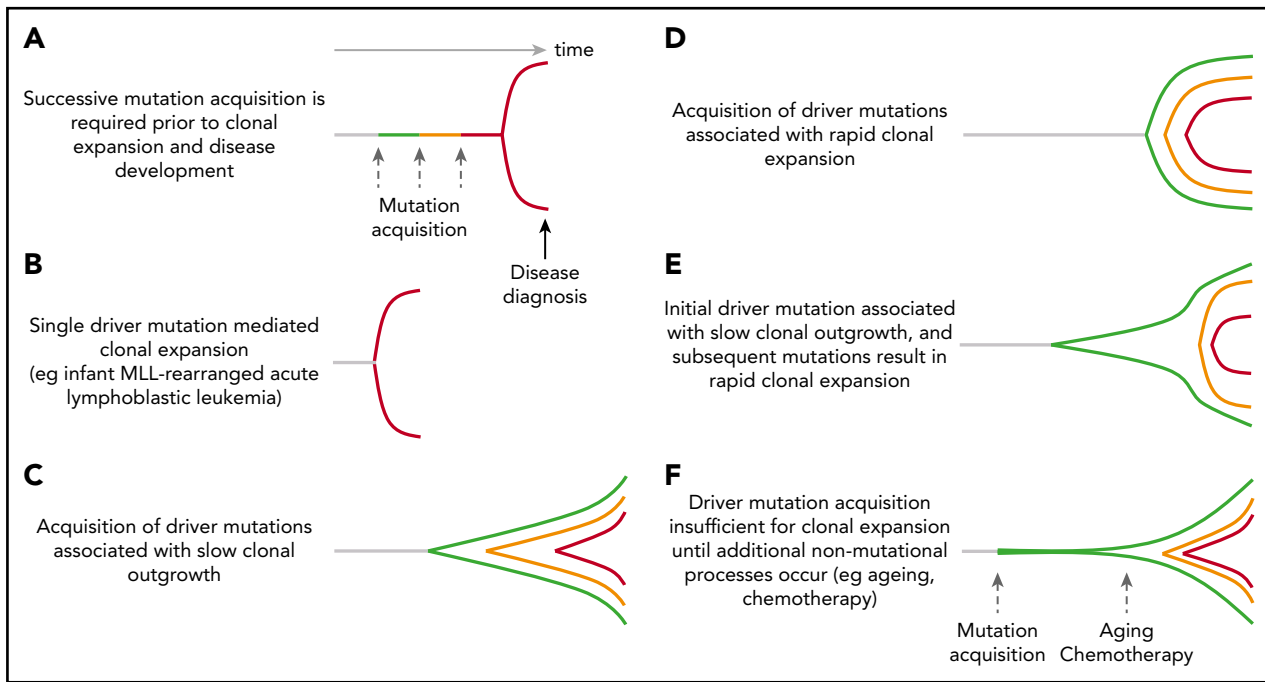 A
time
Successive mutation acquisition is
required prior to clonal
expansion and disease
development
Mutation
acquisition
Disease
diagnosis
B
Single driver mutation mediated
clonal expansion
(eg infant MLL-rearranged acute
lymphoblastic leukemia)
C
Acquisition of driver mutations
associated with slow clonal
outgrowth
D
Acquisition of driver mutations
associated with rapid clonal
expansion
E
Initial driver mutation associated
with slow clonal outgrowth, and
subsequent mutations result in
rapid clonal expansion
F
Driver mutation acquisition
insufficient for clonal expansion
until additional non-mutational
processes occur (eg ageing,
chemotherapy)
Mutation
acquisition
Aging
Chemotherapy